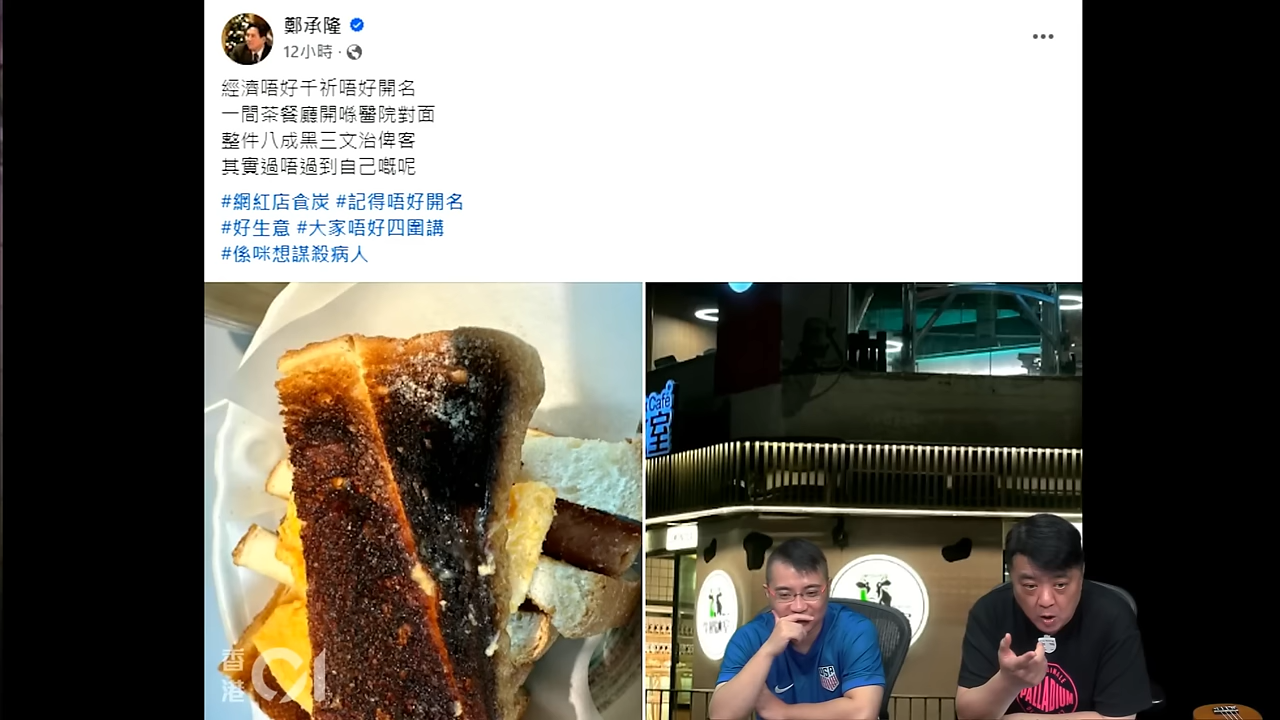 鄭承隆
12小時 ·
經濟唔好千祈唔好開名
一間茶餐廳開喺醫院對面
整件八成黑三文治俾客
其實過唔過到自己嘅呢
#網紅店食炭 #記得唔好開名
#好生意 #大家唔好四圍講
#係咪想謀殺病人
Café
室
香港01
USA
PALLADIUM